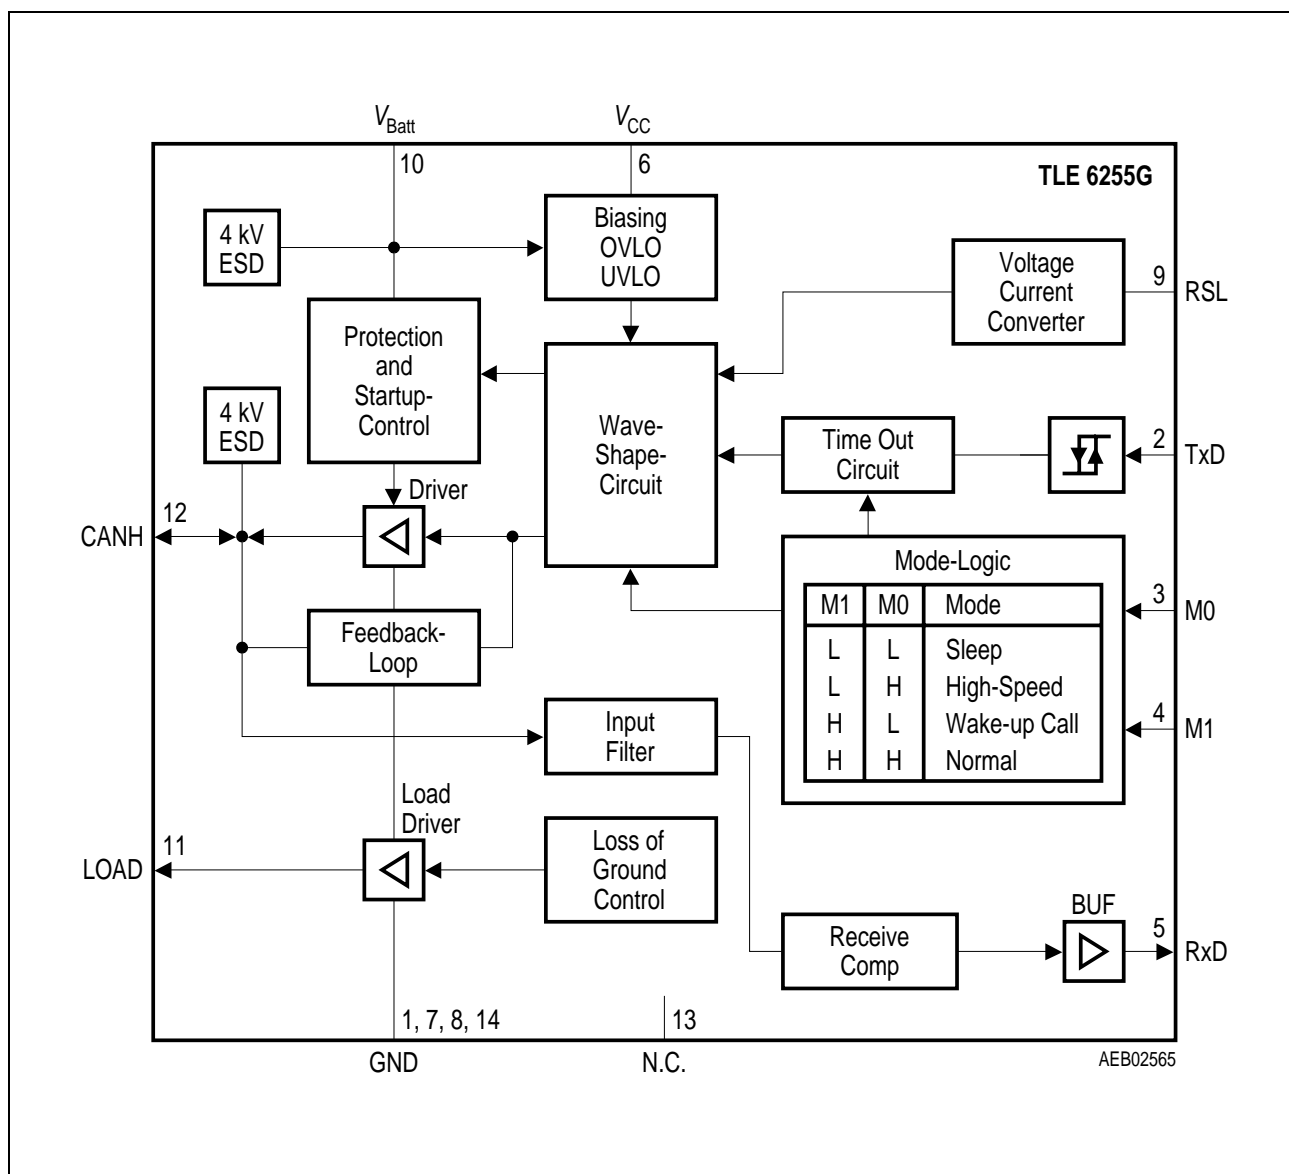 VBatt
VCC
10
6
TLE 6255G
4 kV
ESD
Biasing
OVLO
UVLO
Voltage
Current
Converter
9
RSL
Protection
and
Startup-
Control
4 kV
ESD
Wave-
Shape-
Circuit
Time Out
Circuit
2
TxD
Driver
12
CANH
Mode-Logic
M1 M0 Mode
L L Sleep
L H High-Speed
H L Wake-up Call
H H Normal
3
M0
4
M1
Feedback-
Loop
Input
Filter
Load
Driver
11
LOAD
Loss of
Ground
Control
Receive
Comp
BUF
5
RxD
1, 7, 8, 14
13
GND
N.C.
AEB02565